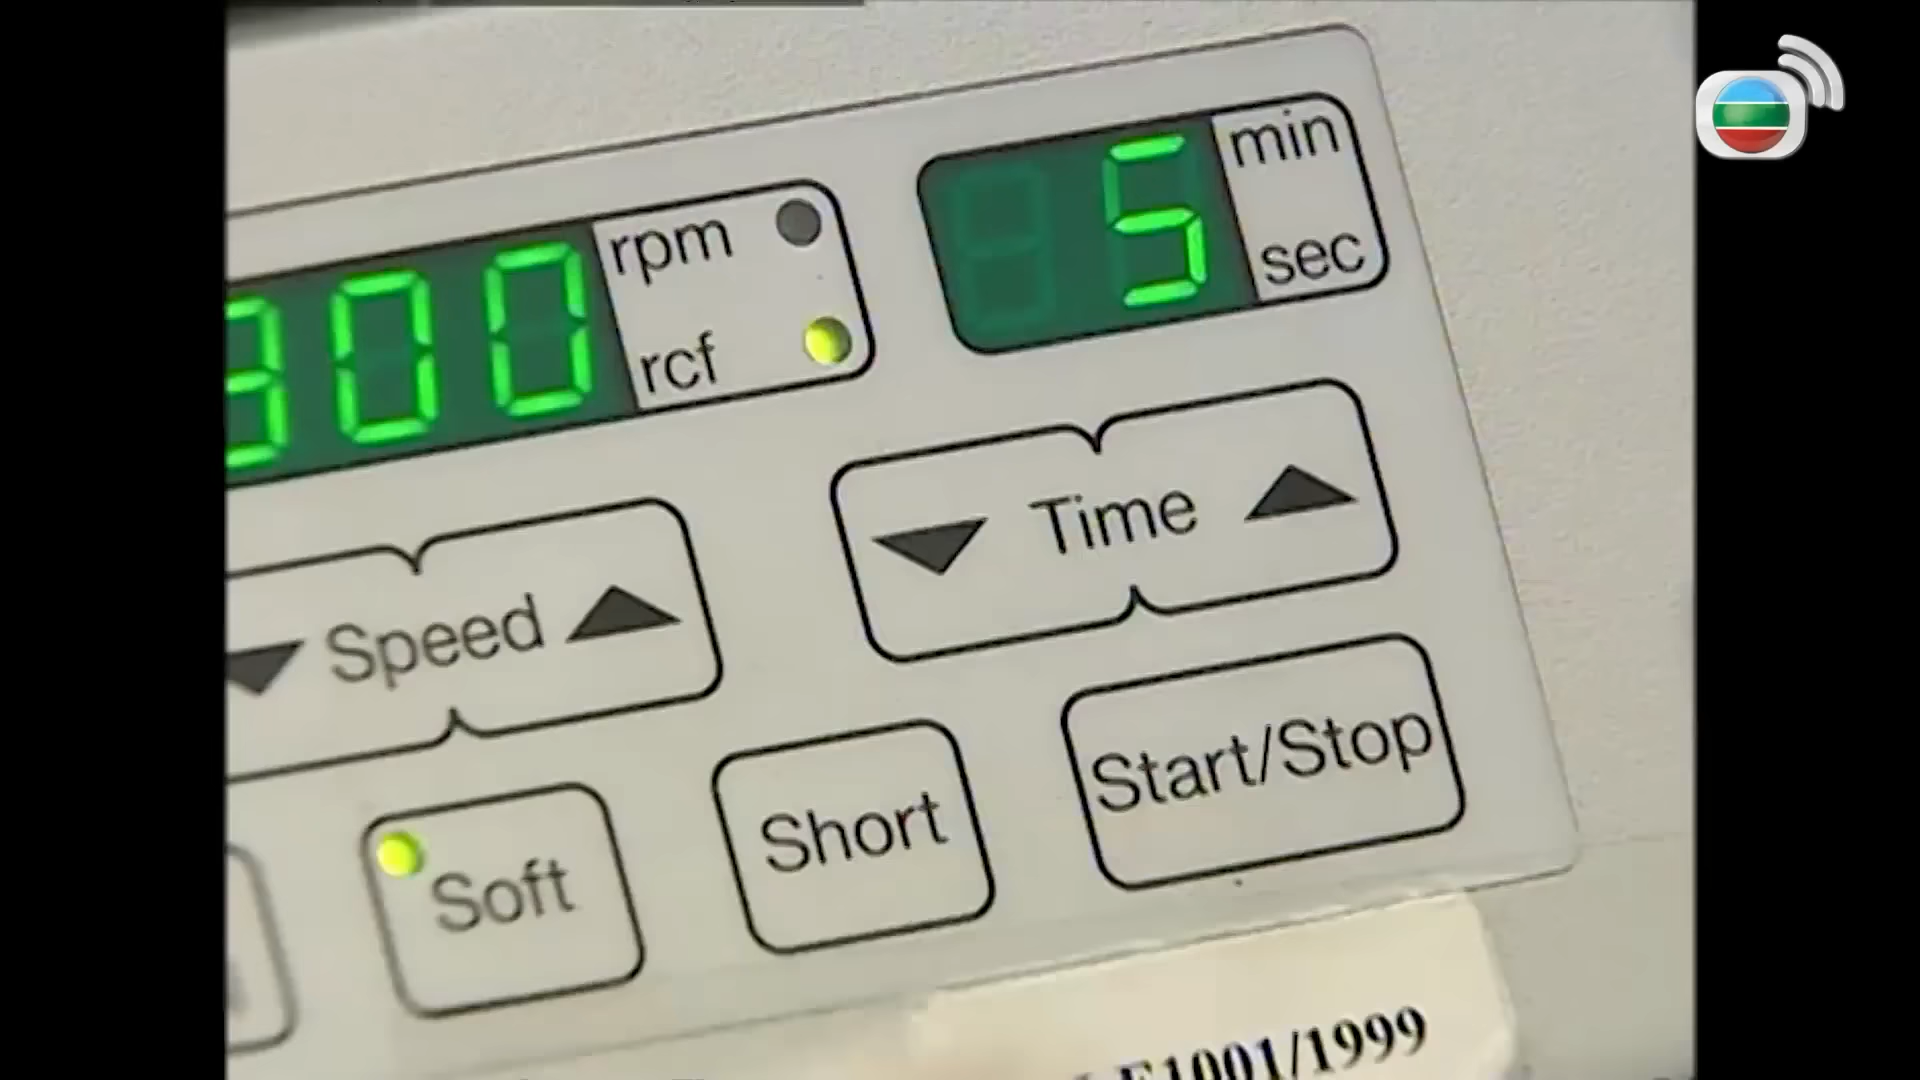 300 rpm
rcf
5 min
sec
Speed
Time
Soft
Short
Start/Stop
E1001/1999